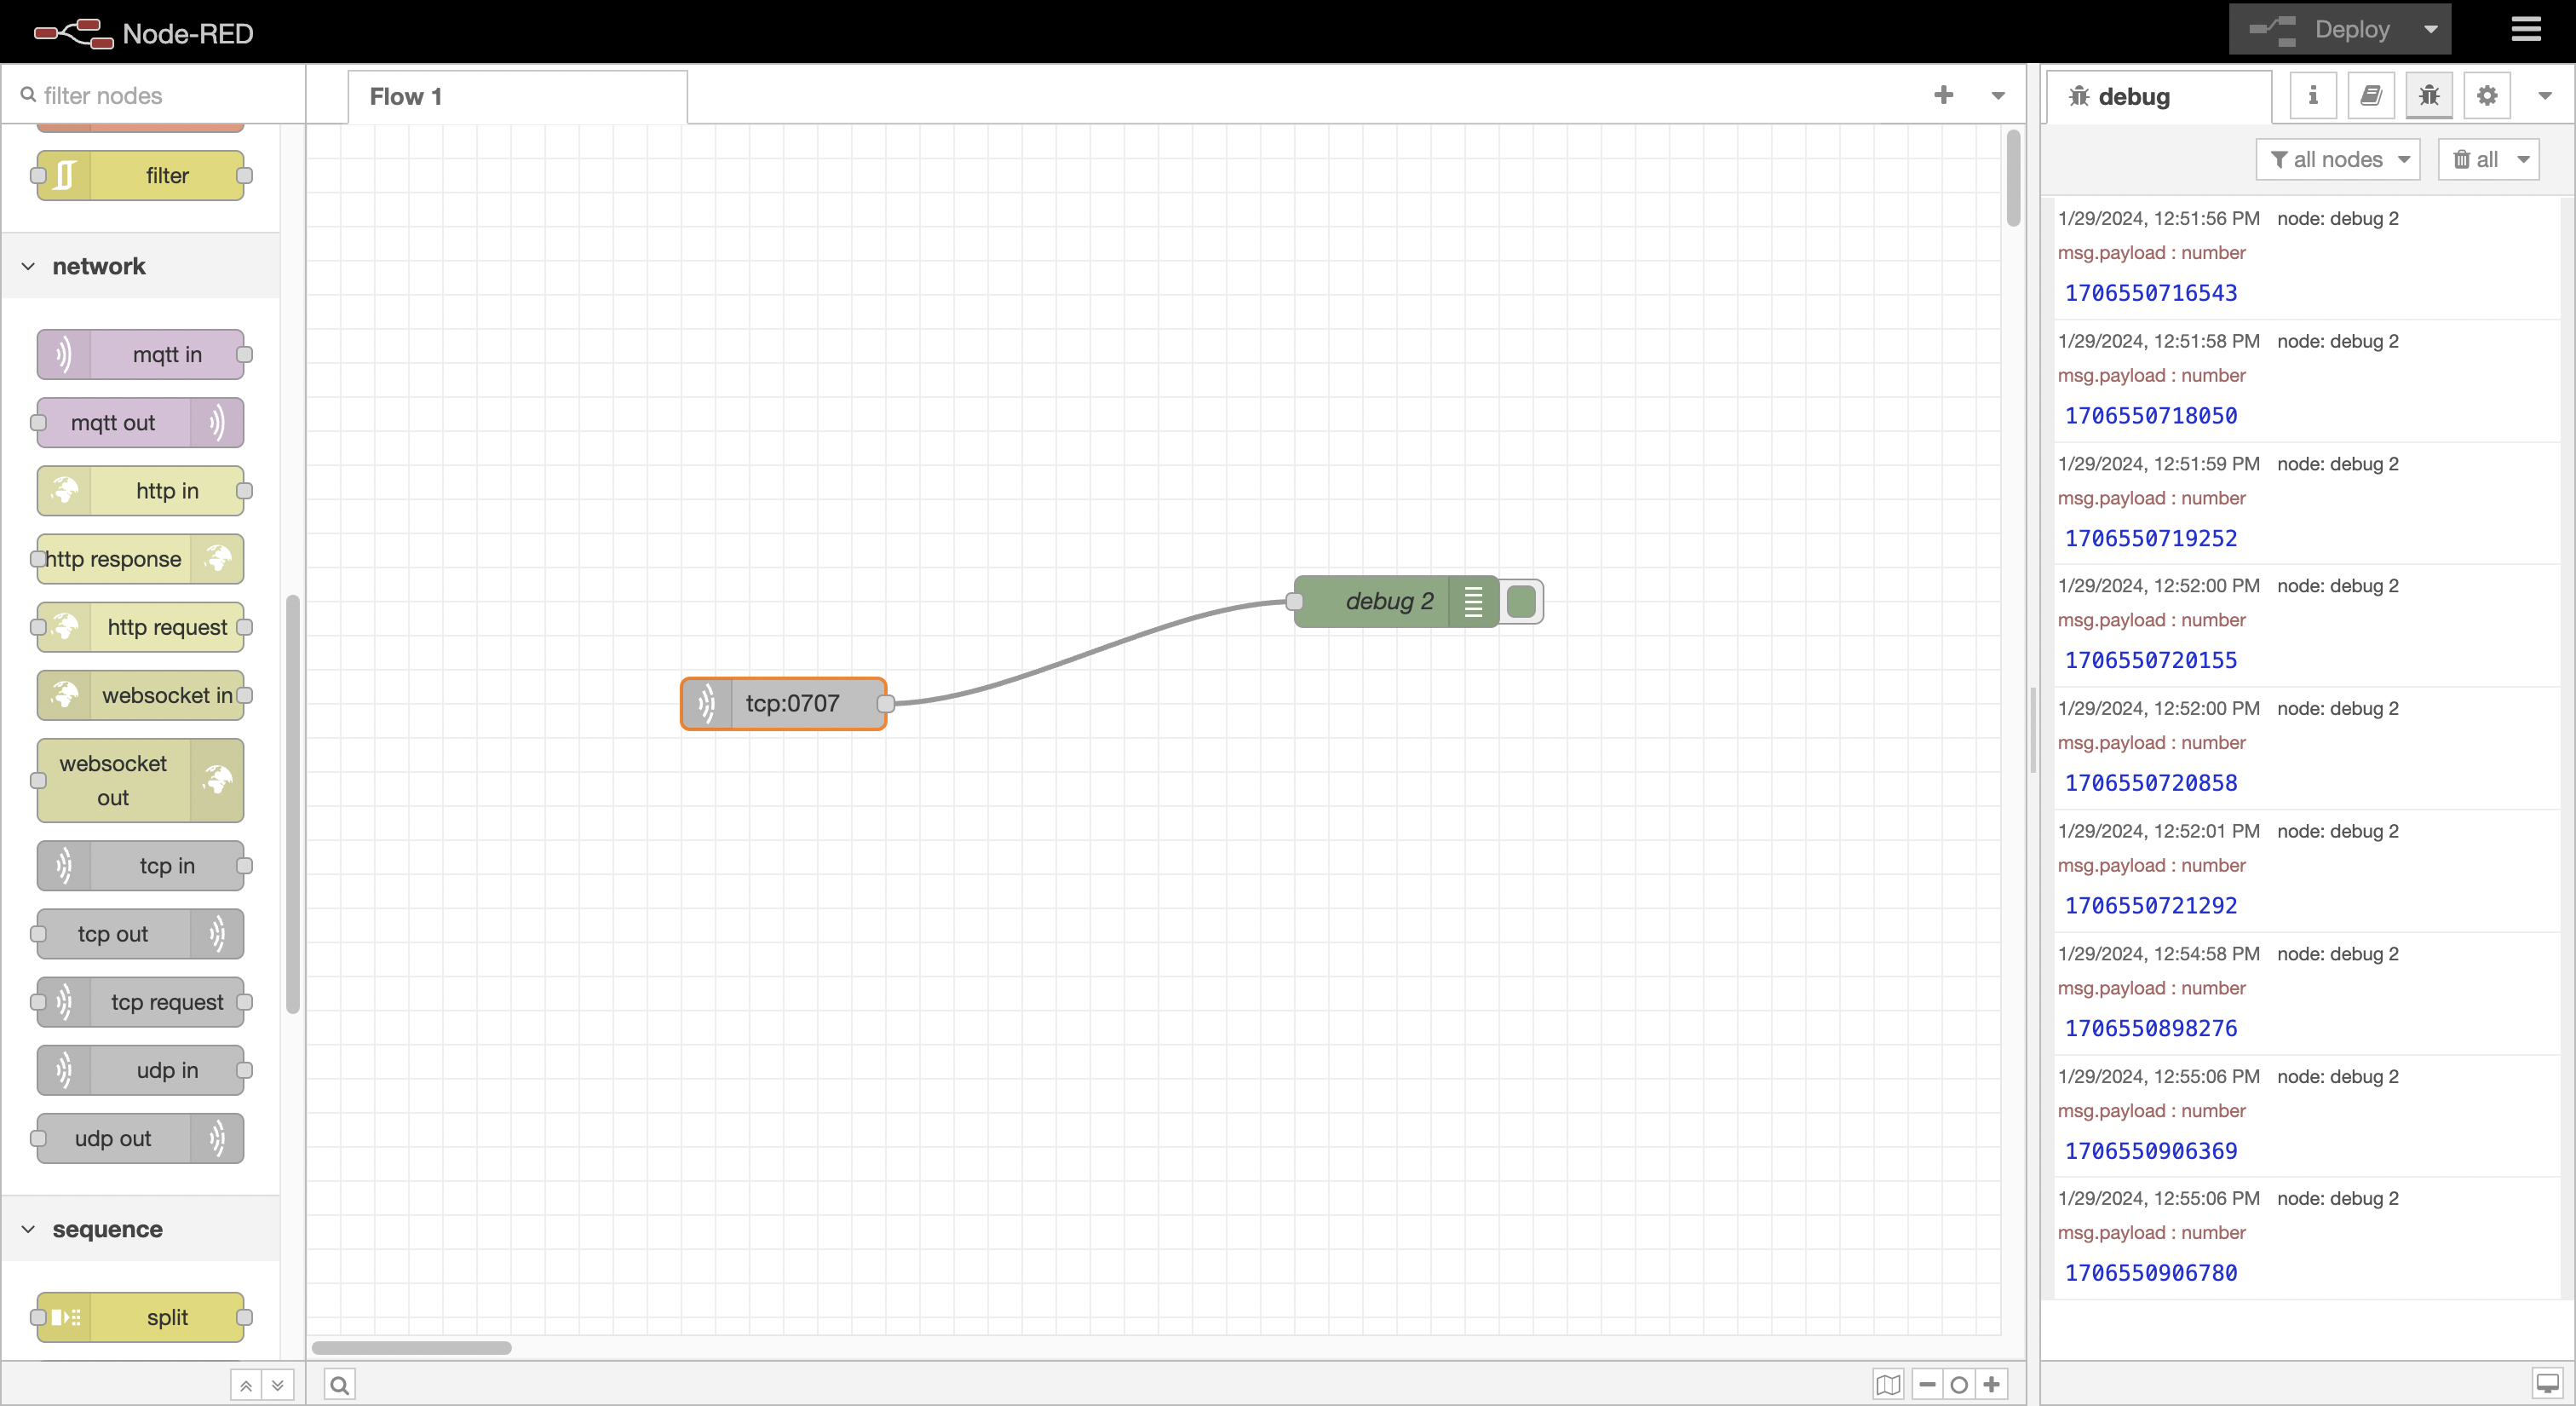 Node-RED
Deploy
filter nodes
filter
network
mqtt in
mqtt out
http in
http response
http request
websocket in
websocket
out
tcp in
tcp out
tcp request
udp in
udp out
sequence
split
Flow 1
tcp:0707
debug 2
debug
i
all nodes
all
1/29/2024, 12:51:56 PM node: debug 2
msg.payload : number
1706550716543
1/29/2024, 12:51:58 PM node: debug 2
msg.payload : number
1706550718050
1/29/2024, 12:51:59 PM node: debug 2
msg.payload : number
1706550719252
1/29/2024, 12:52:00 PM node: debug 2
msg.payload : number
1706550720155
1/29/2024, 12:52:00 PM node: debug 2
msg.payload : number
1706550720858
1/29/2024, 12:52:01 PM node: debug 2
msg.payload : number
1706550721292
1/29/2024, 12:54:58 PM node: debug 2
msg.payload : number
1706550898276
1/29/2024, 12:55:06 PM node: debug 2
msg.payload : number
1706550906369
1/29/2024, 12:55:06 PM node: debug 2
msg.payload : number
1706550906780